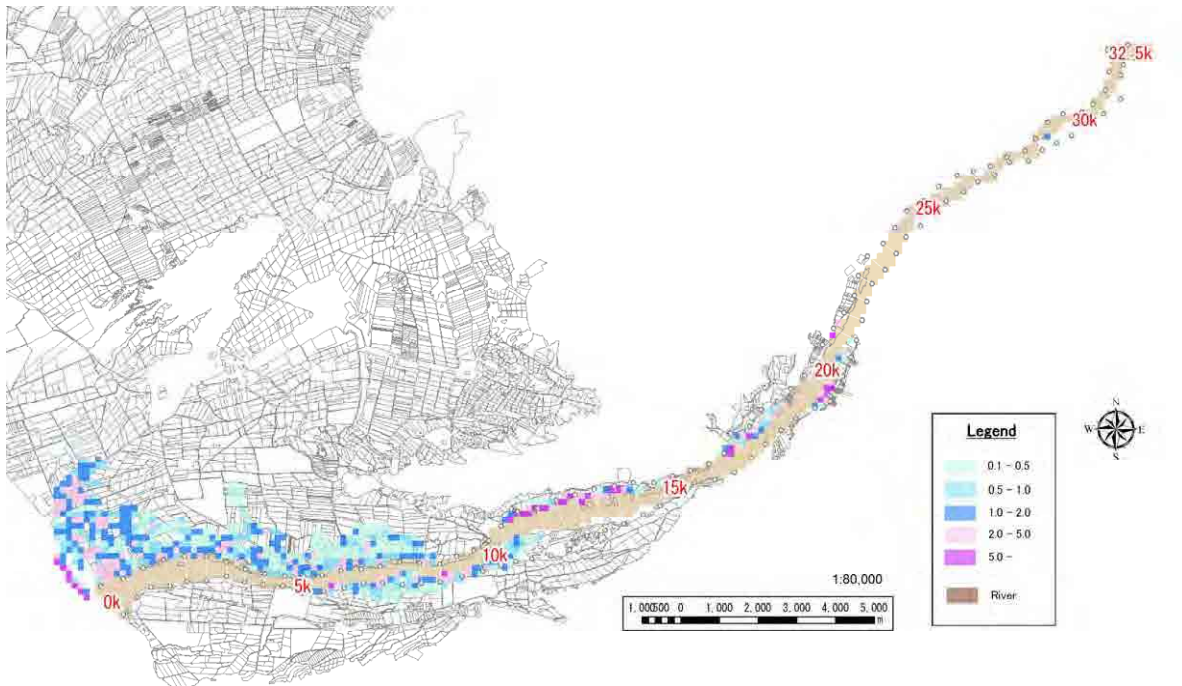 32.5k
30k
25k
20k
15k
10k
5k
0k
N
W E
S
Legend
0.1 - 0.5
0.5 - 1.0
1.0 - 2.0
2.0 - 5.0
5.0 -
River
1:80,000
1,000500 0 1,000 2,000 3,000 4,000 5,000
m